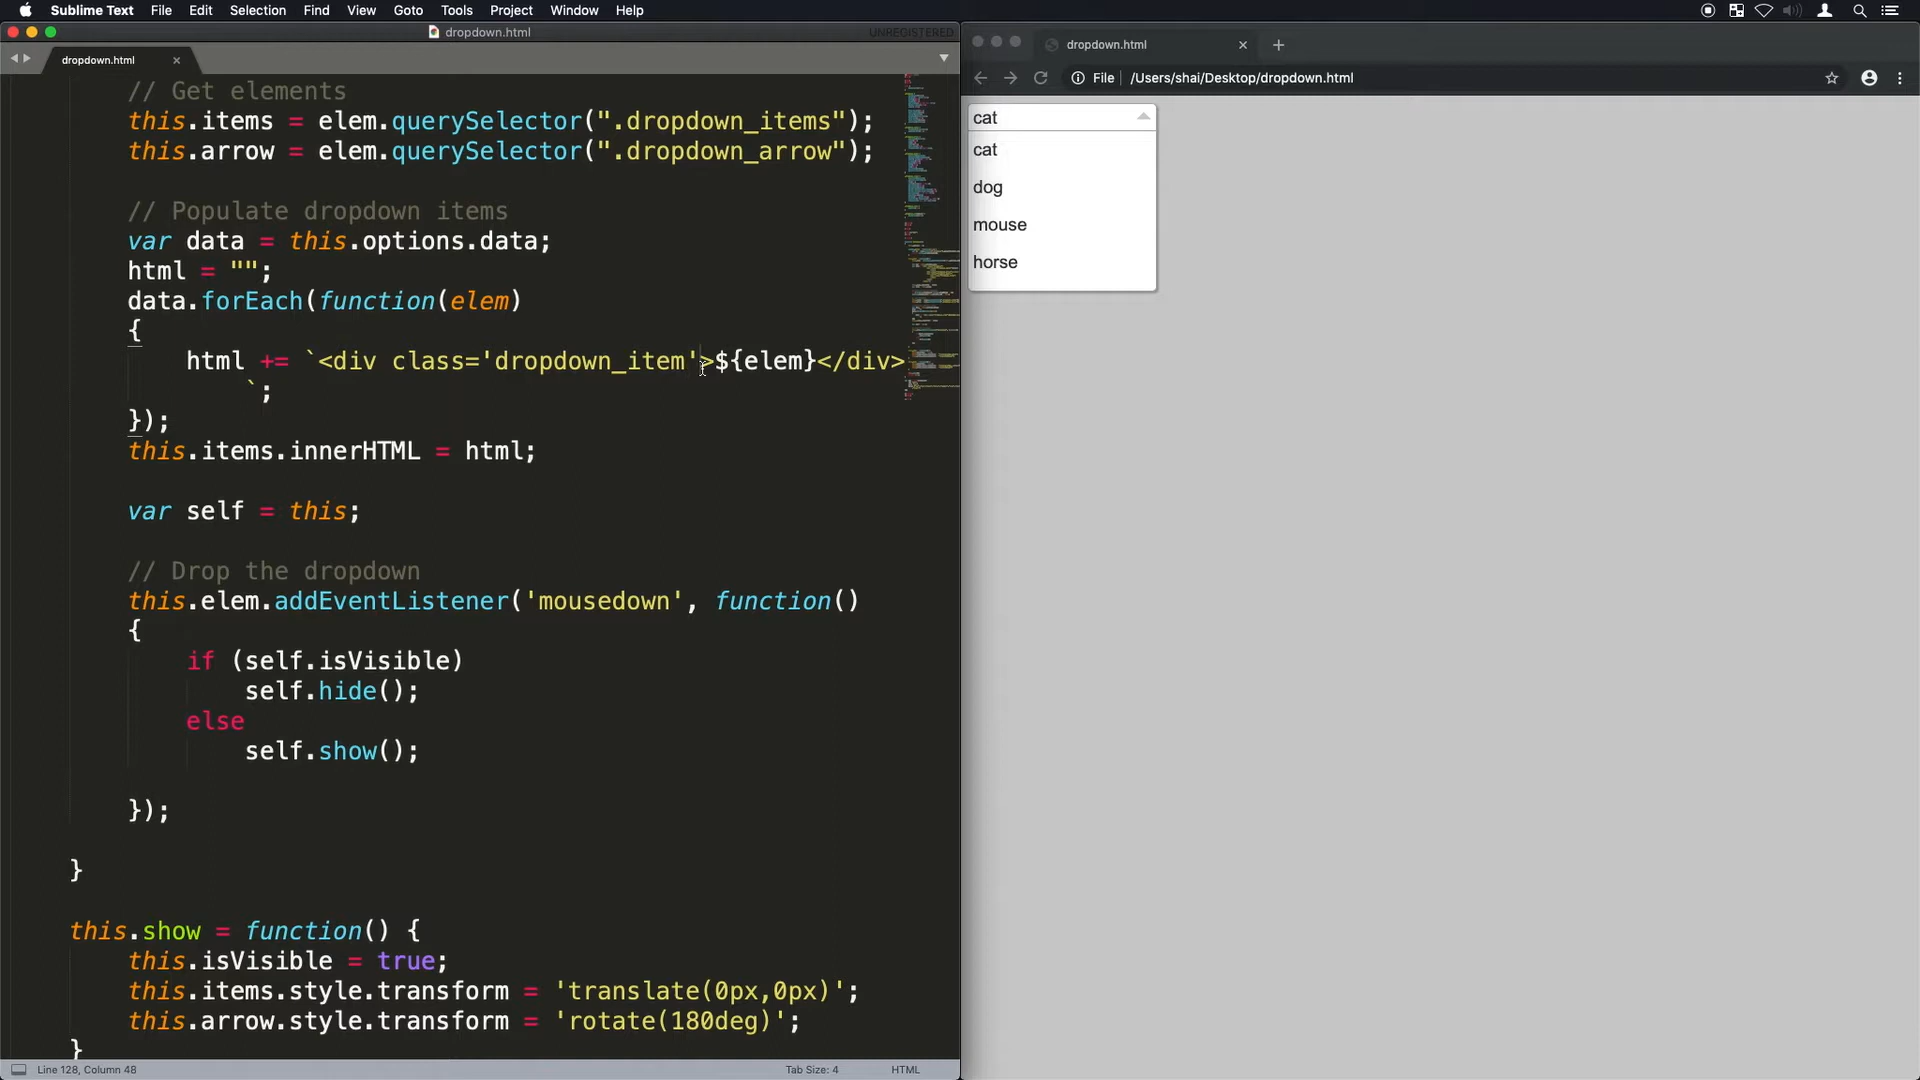 Sublime Text File Edit Selection Find View Goto Tools Project Window Help
dropdown.html UNREGISTERED
dropdown.html
// Get elements
this.items = elem.querySelector(".dropdown_items");
this.arrow = elem.querySelector(".dropdown_arrow");
// Populate dropdown items
var data = this.options.data;
html = "";
data.forEach(function(elem)
{
html += `<div class='dropdown_item'>${elem}</div>
`;
});
this.items.innerHTML = html;
var self = this;
// Drop the dropdown
this.elem.addEventListener('mousedown', function()
{
if (self.isVisible)
self.hide();
else
self.show();
});
}
this.show = function() {
this.isVisible = true;
this.items.style.transform = 'translate(0px,0px)';
this.arrow.style.transform = 'rotate(180deg)';
}
Line 128, Column 48 Tab Size: 4 HTML
dropdown.html
File /Users/shai/Desktop/dropdown.html
cat
cat
dog
mouse
horse